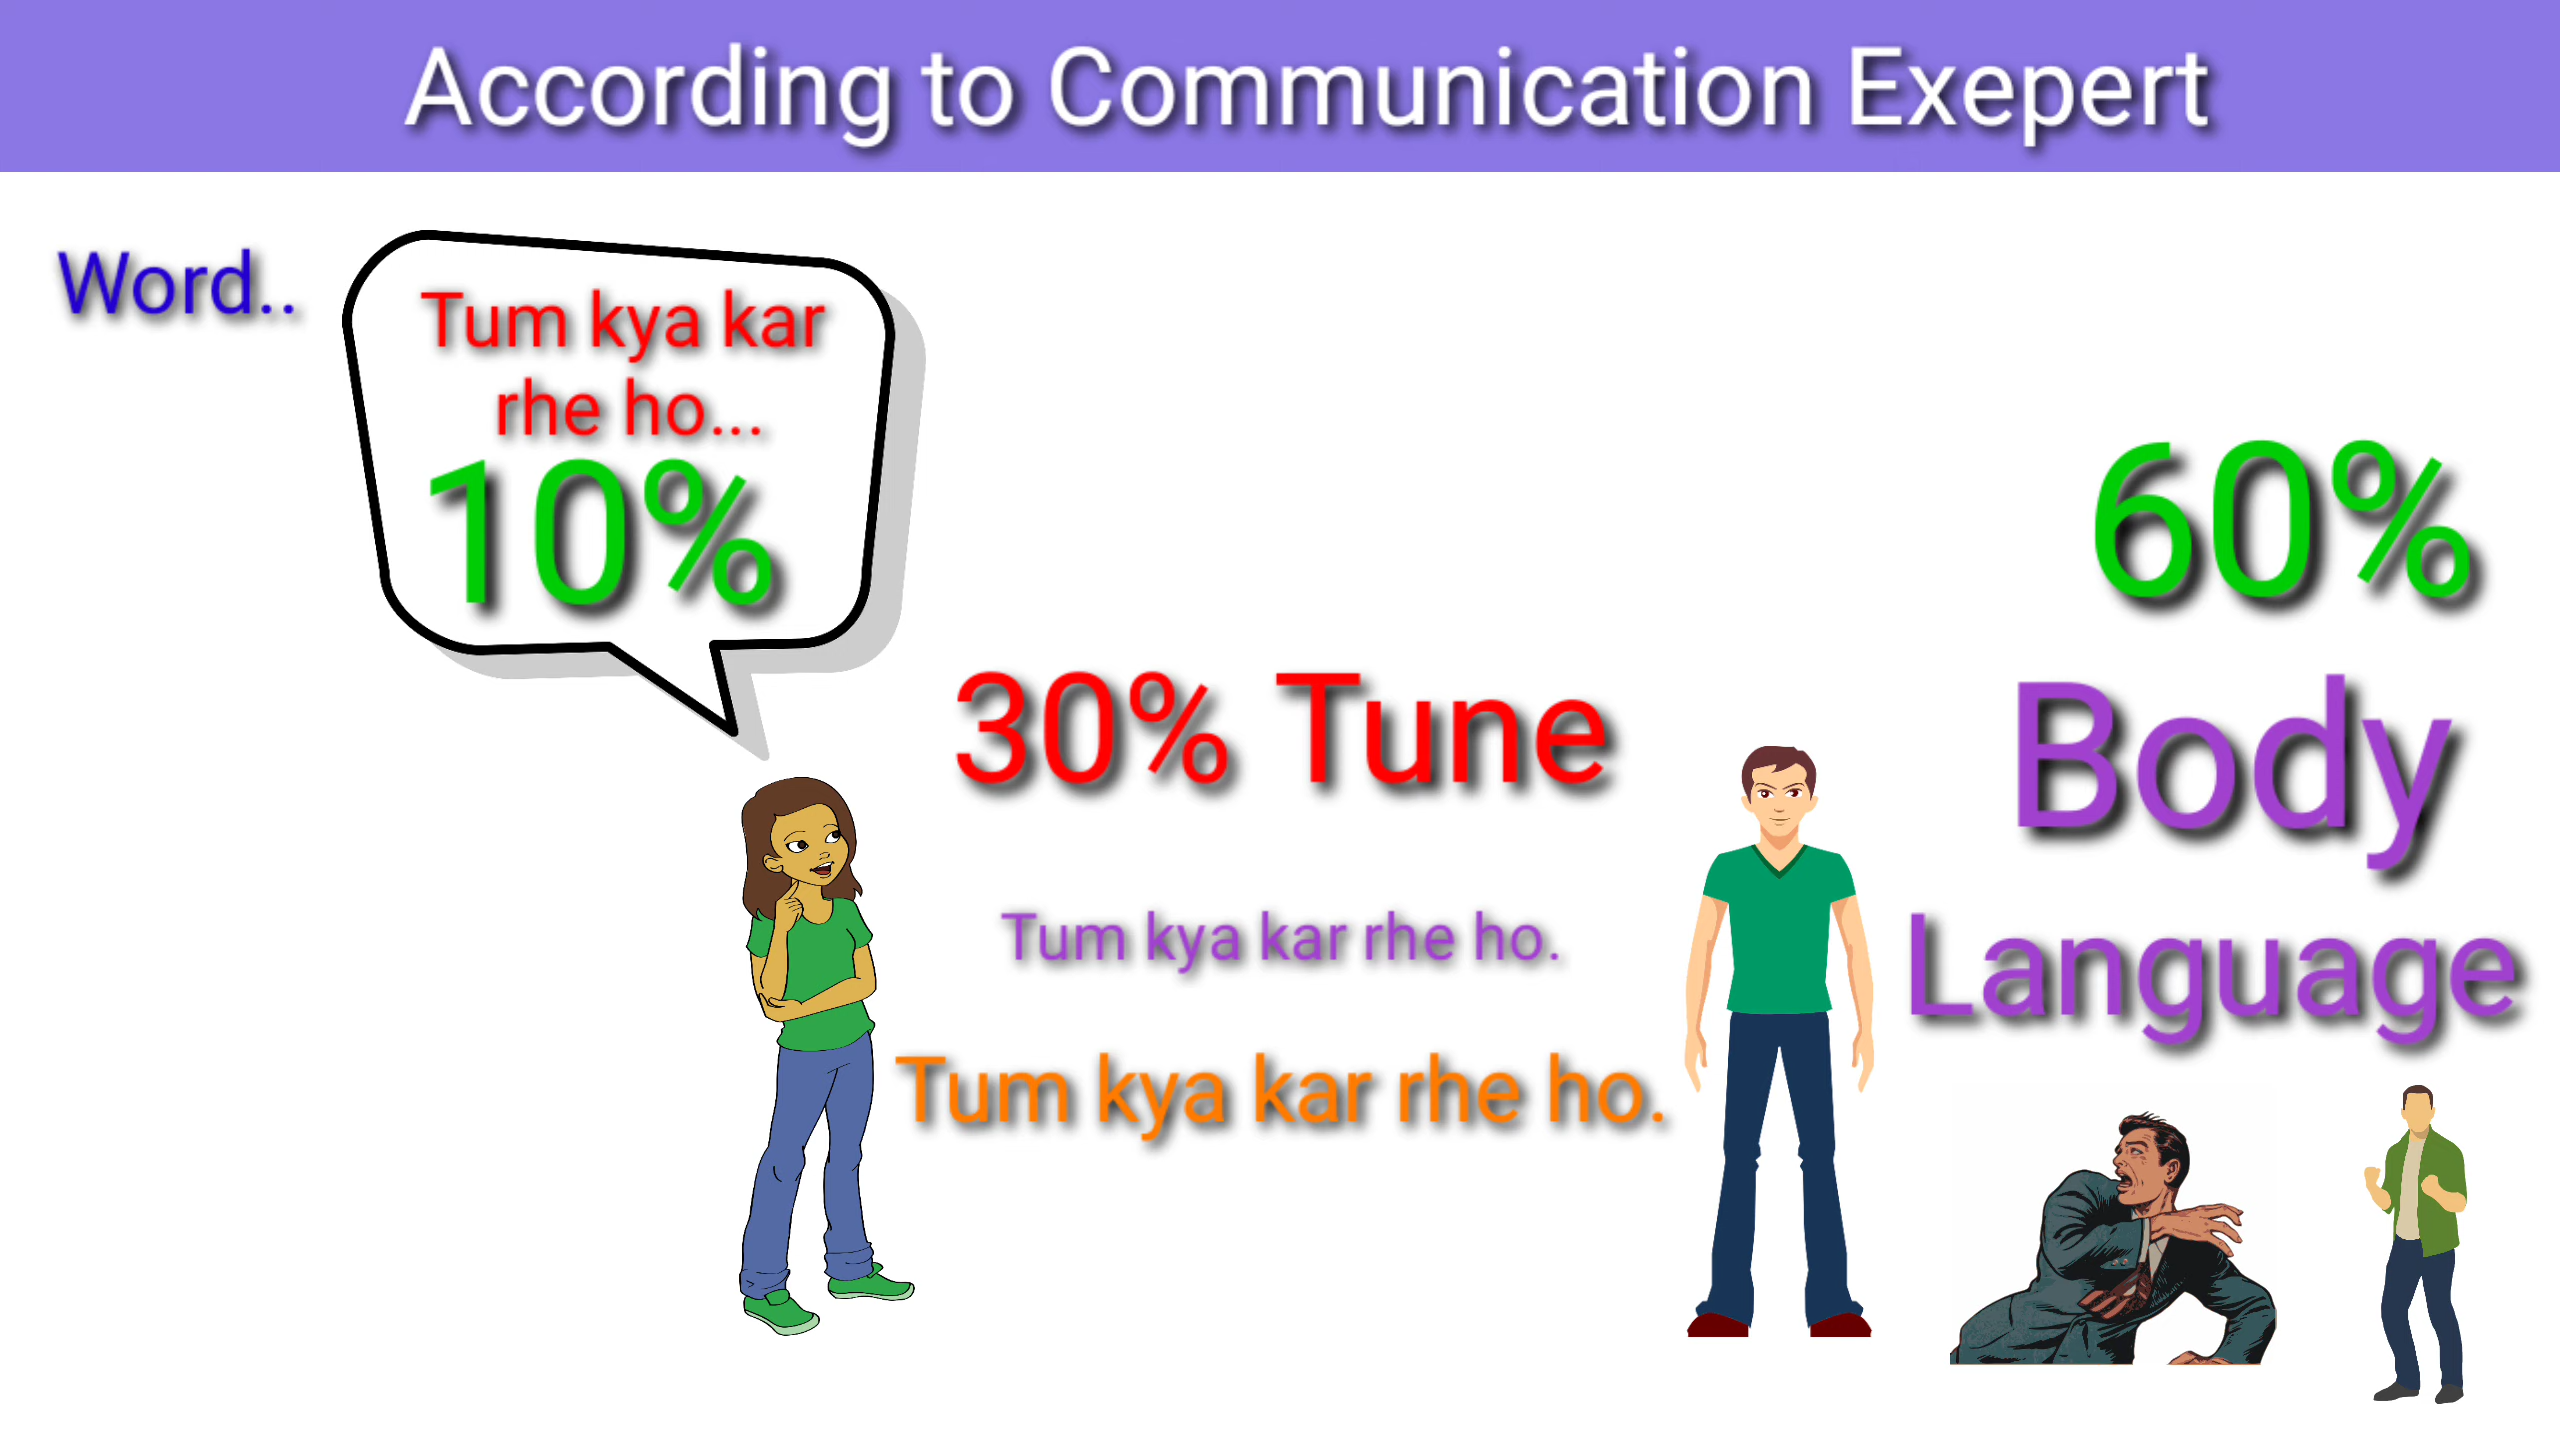 According to Communication Exepert
Word..
Tum kya kar
rhe ho...
10%
30% Tune
Tum kya kar rhe ho.
Tum kya kar rhe ho.
60%
Body
Language